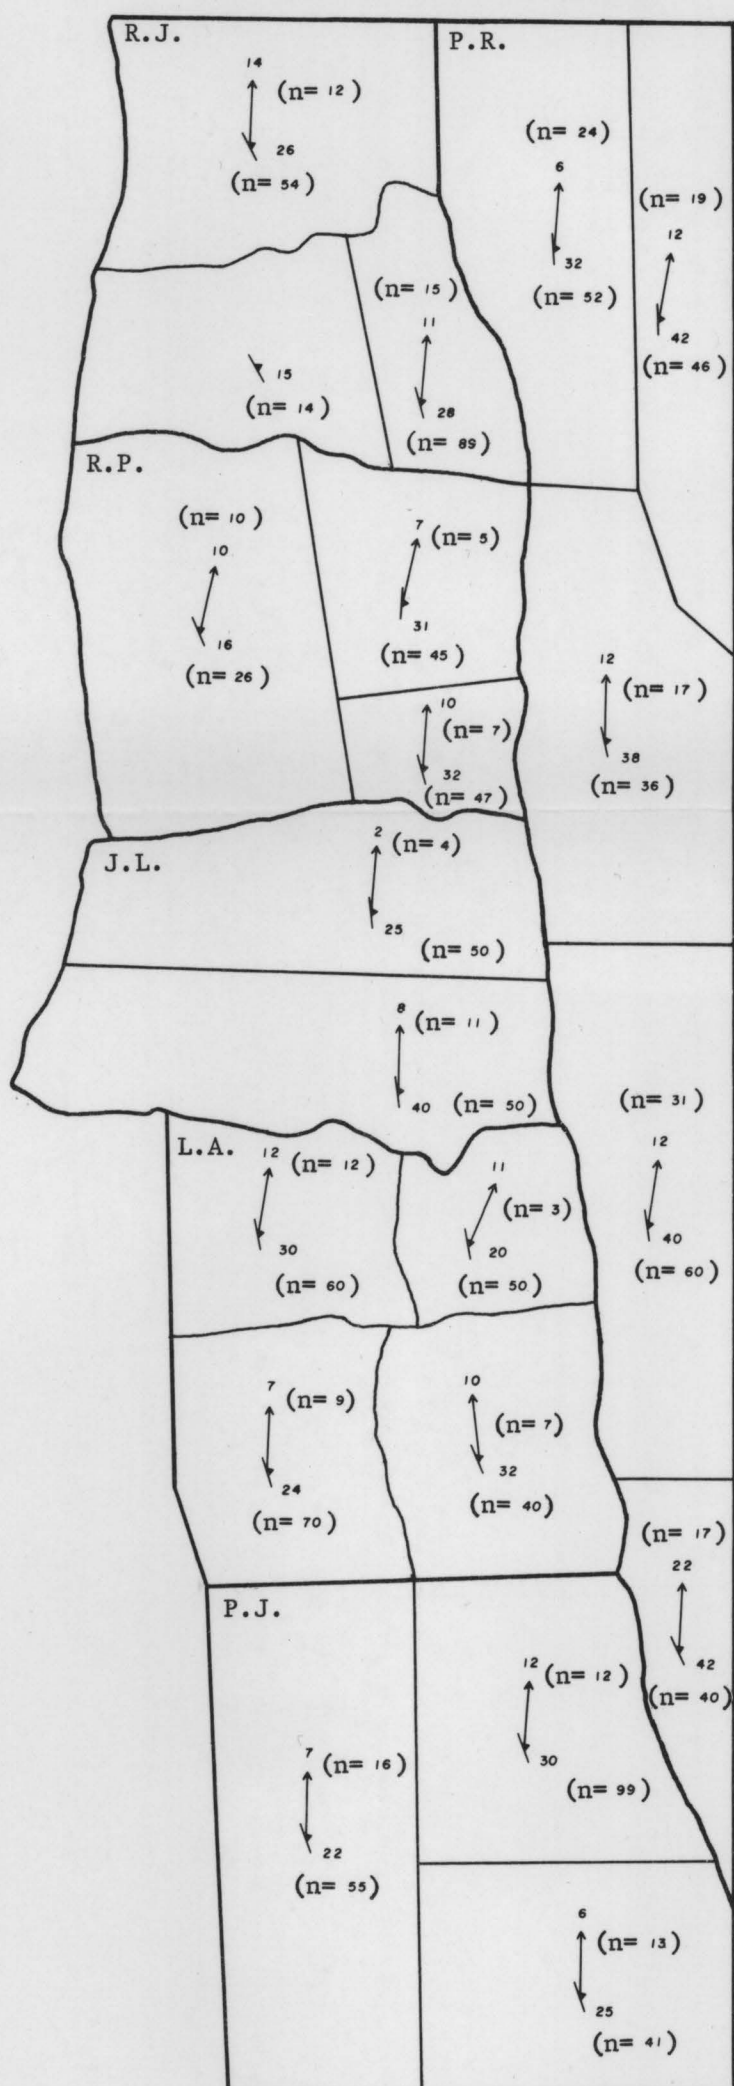 R.J.
P.R.
14
(n= 12)
26
(n= 54)
(n= 24)
6
32
(n= 52)
(n= 19)
12
42
(n= 46)
(n= 15)
11
28
(n= 89)
15
(n= 14)
R.P.
(n= 10)
10
16
(n= 26)
7 (n= 5)
31
(n= 45)
10
(n= 7)
32
(n= 47)
12
(n= 17)
38
(n= 36)
J.L.
2 (n= 4)
25
(n= 50)
8 (n= 11)
40 (n= 50)
(n= 31)
12
40
(n= 60)
L.A.
12 (n= 12)
30
(n= 60)
11
(n= 3)
20
(n= 50)
7 (n= 9)
24
(n= 70)
10
(n= 7)
32
(n= 40)
(n= 17)
22
42
(n= 40)
P.J.
12 (n= 12)
30
(n= 99)
7 (n= 16)
22
(n= 55)
6
(n= 13)
25
(n= 41)